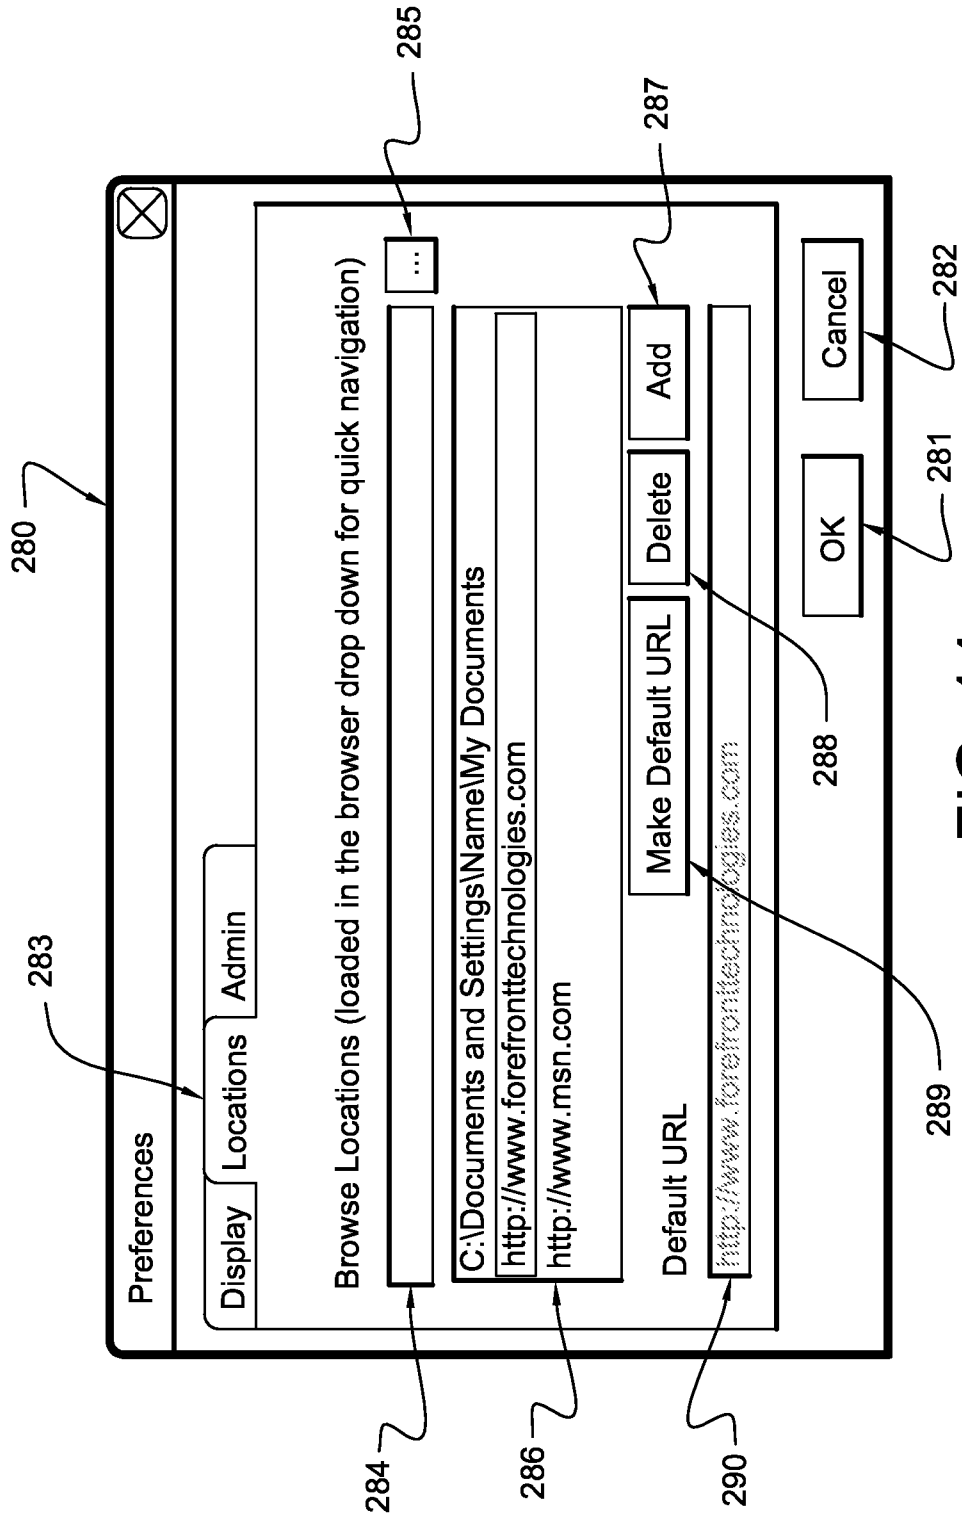 280
283
285
Preferences
Display
Locations
Admin
Browse Locations (loaded in the browser drop down for quick navigation)
...
284
C:\Documents and Settings\Name\My Documents
http://www.forefronttechnologies.com
http://www.msn.com
286
287
Make Default URL
Delete
Add
Default URL
288
http://www.forefronttechnologies.com
290
289
OK
Cancel
281
282